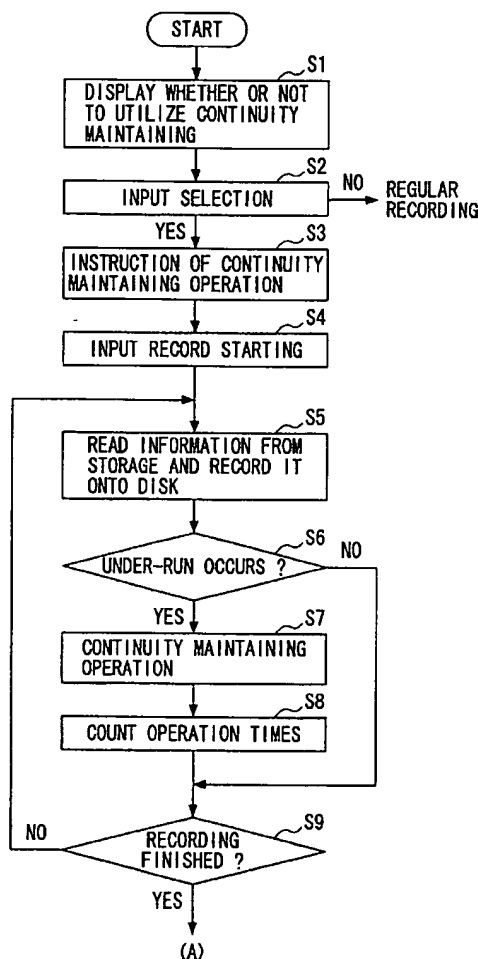 START
S1
DISPLAY WHETHER OR NOT
TO UTILIZE CONTINUITY
MAINTAINING
S2
INPUT SELECTION
NO
REGULAR
RECORDING
YES
S3
INSTRUCTION OF CONTINUITY
MAINTAINING OPERATION
S4
INPUT RECORD STARTING
S5
READ INFORMATION FROM
STORAGE AND RECORD IT
ONTO DISK
S6
UNDER-RUN OCCURS ?
NO
YES
S7
CONTINUITY MAINTAINING
OPERATION
S8
COUNT OPERATION TIMES
S9
NO
RECORDING
FINISHED ?
YES
(A)